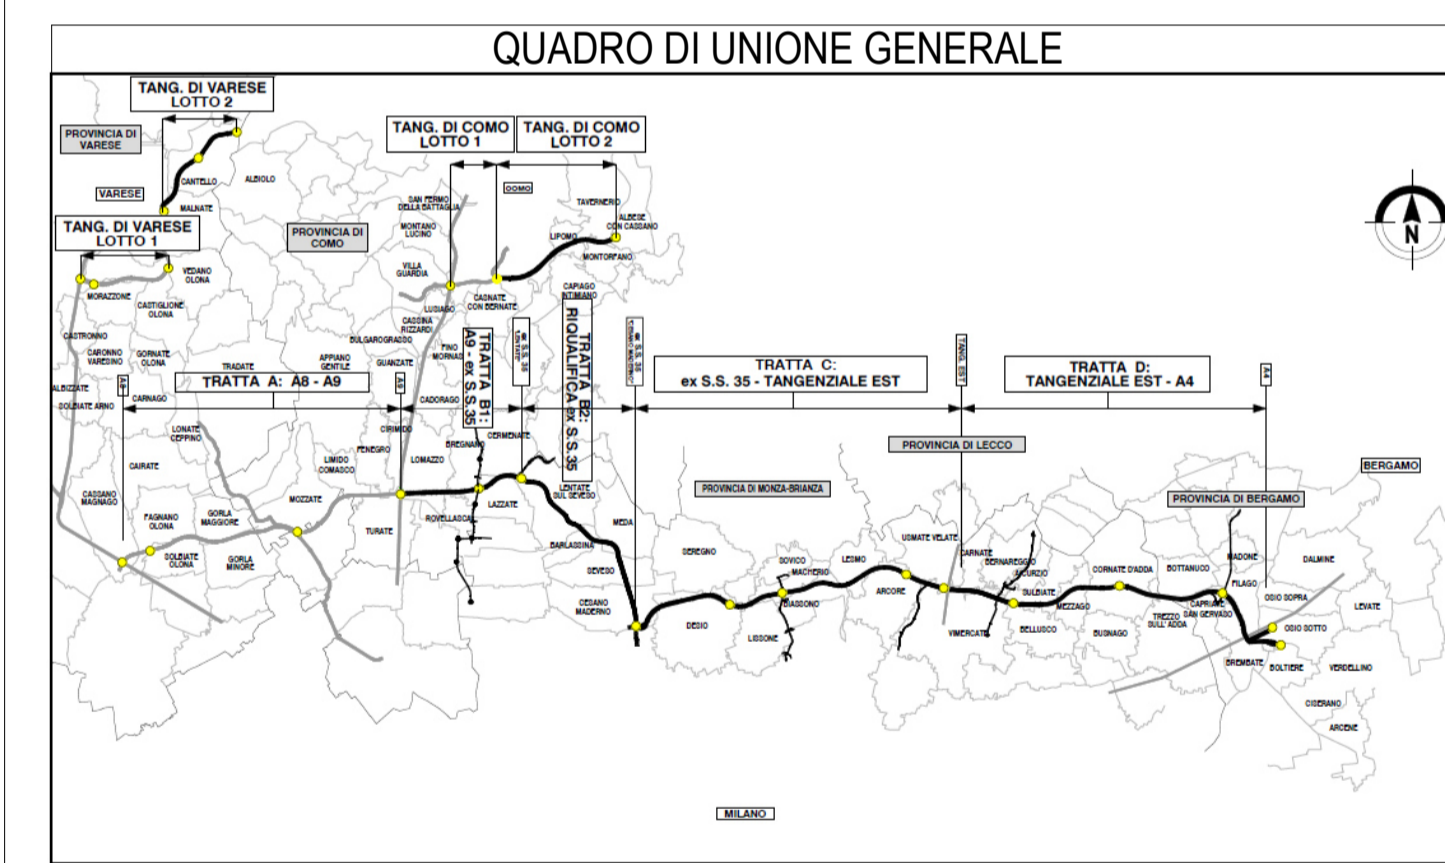 QUADRO DI UNIONE GENERALE
TANG. DI VARESE
LOTTO 2
PROVINCIA DI
VARESE
TANG. DI COMO
LOTTO 1
TANG. DI COMO
LOTTO 2
CANTELLO
ALBIOLO
VARESE
MALNATE
COMO
SAN FERMO
DELLA BATTAGLIA
TAVERNERIO
ALBESE
CON CASSANO
TANG. DI VARESE
LOTTO 1
PROVINCIA DI
COMO
MONTANO
LUCINO
LIPOMO
MONTORFANO
N
VEDANO
OLONA
VILLA
GUARDIA
MORAZZONE
CASTIGLIONE
OLONA
LUISAGO
CASNATE
CON BERNATE
CAPIAGO
INTIMIANO
CASTRONNO
CASSINA
RIZZARDI
BULGAROGRASSO
CARONNO
VARESINO
GORNATE
OLONA
TRADATE
APPIANO
GENTILE
GUANZATE
FINO
MORNASCO
TRATTA B1:
A9 - ex S.S.35
ex S.S. 35
TRATTA B2:
RIQUALIFICA ex S.S.35
ex S.S. 35
TANG. EST
ALBIZZATE
A8
TRATTA A: A8 - A9
A9
TRATTA C:
ex S.S. 35 - TANGENZIALE EST
TRATTA D:
TANGENZIALE EST - A4
A4
SOLBIATE ARNO
CARNAGO
CADORAGO
LONATE
CEPPINO
CIRIMIDO
FENEGRO
BREGNANO
CERMENATE
PROVINCIA DI LECCO
BERGAMO
CAIRATE
LIMIDO
COMASCO
LOMAZZO
CASSANO
MAGNAGO
MOZZATE
LAZZATE
LENTATE
SUL SEVESO
PROVINCIA DI MONZA-BRIANZA
PROVINCIA DI BERGAMO
FAGNANO
OLONA
GORLA
MAGGIORE
TURATE
ROVELLASCA
MEDA
SOLBIATE
OLONA
GORLA
MINORE
BARLASSINA
SEREGNO
SOVICO
MACHERIO
LESMO
USMATE VELATE
CARNATE
BERNAREGGIO
AICURZIO
CORNATE D'ADDA
BOTTANUCO
MADONE
DALMINE
SEVESO
FILAGO
CESANO
MADERNO
BIASSONO
ARCORE
SULBIATE
MEZZAGO
CAPRIATE
SAN GERVASO
OSIO SOPRA
LEVATE
DESIO
LISSONE
VIMERCATE
BELLUSCO
BUSNAGO
TREZZO
SULL' ADDA
OSIO SOTTO
BREMBATE
BOLTIERE
VERDELLINO
CISERANO
ARCENE
MILANO